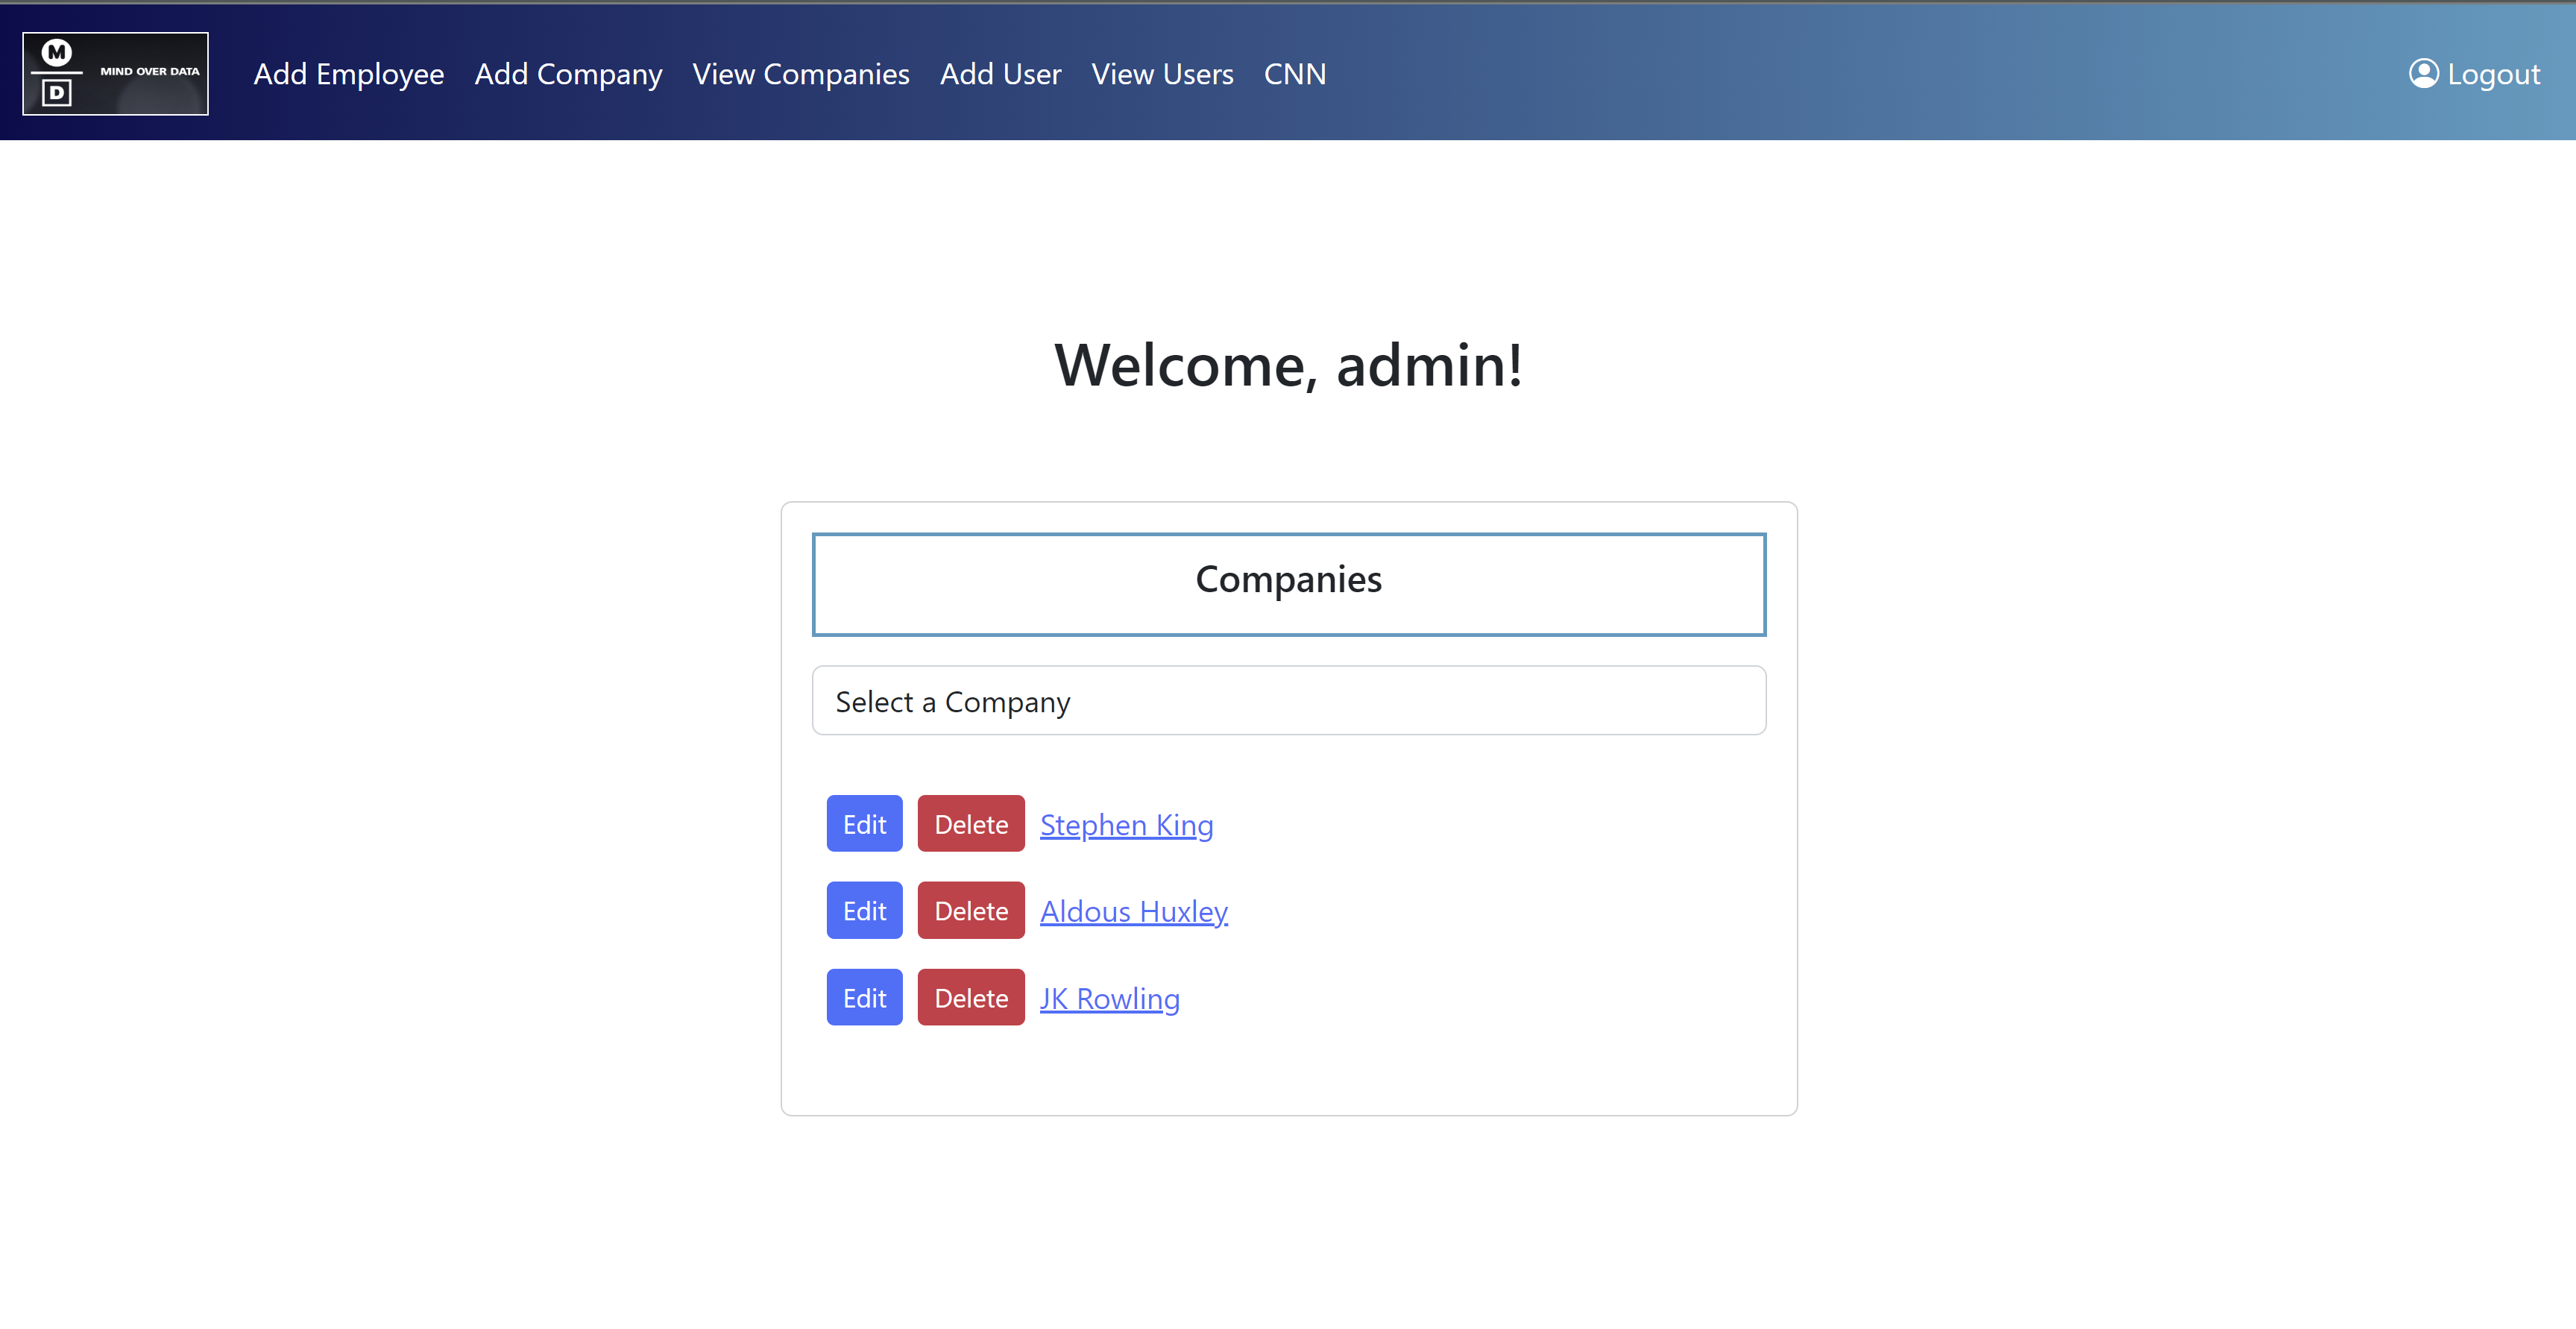 M
D
MIND OVER DATA
Add Employee Add Company View Companies Add User View Users CNN Logout
Welcome, admin!
Companies
Select a Company
Edit Delete Stephen King
Edit Delete Aldous Huxley
Edit Delete JK Rowling